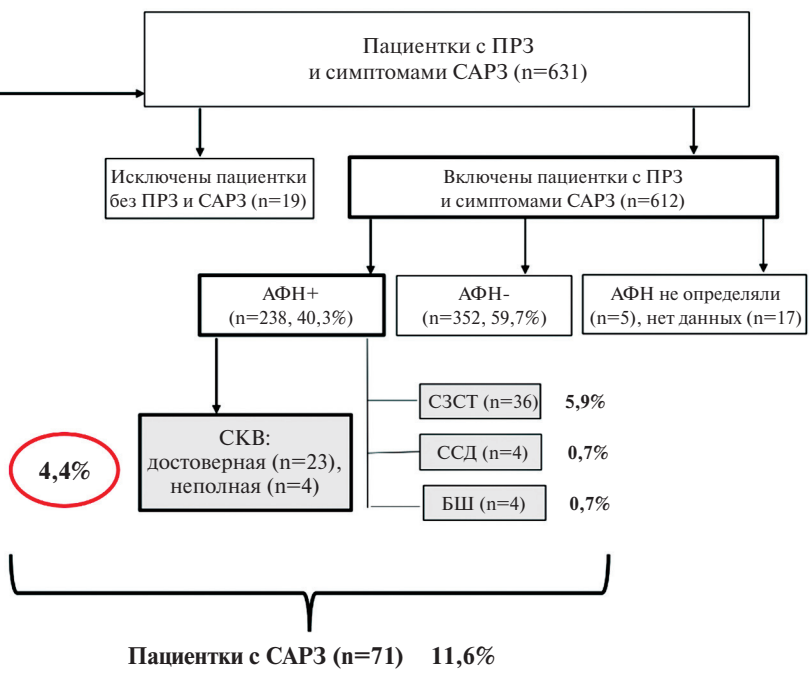 Пациентки с ПРЗ
и симптомами САРЗ (n=631)
Исключены пациентки
без ПРЗ и САРЗ (n=19)
Включены пациентки с ПРЗ
и симптомами САРЗ (n=612)
АФН+
(n=238, 40,3%)
АФН-
(n=352, 59,7%)
АФН не определяли
(n=5), нет данных (n=17)
4,4%
СКВ:
достоверная (n=23),
неполная (n=4)
СЗСТ (n=36) 5,9%
ССД (n=4) 0,7%
БШ (n=4) 0,7%
Пациентки с САРЗ (n=71) 11,6%